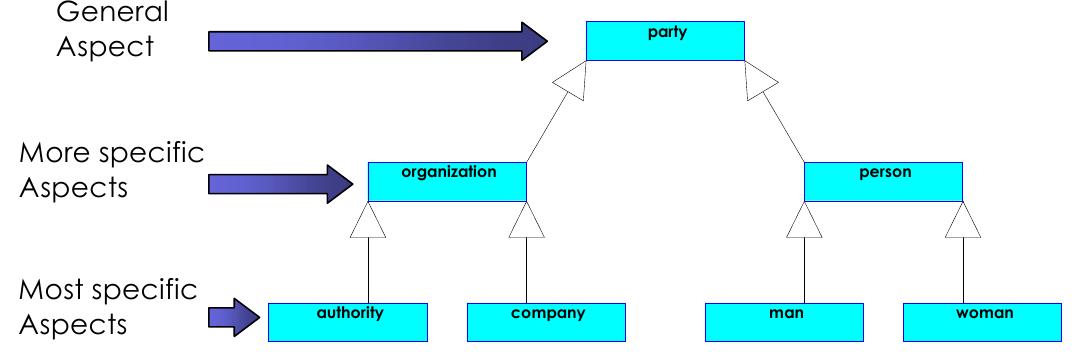 General
Aspect
party
More specific
Aspects
organization
person
Most specific
Aspects
authority
company
man
woman